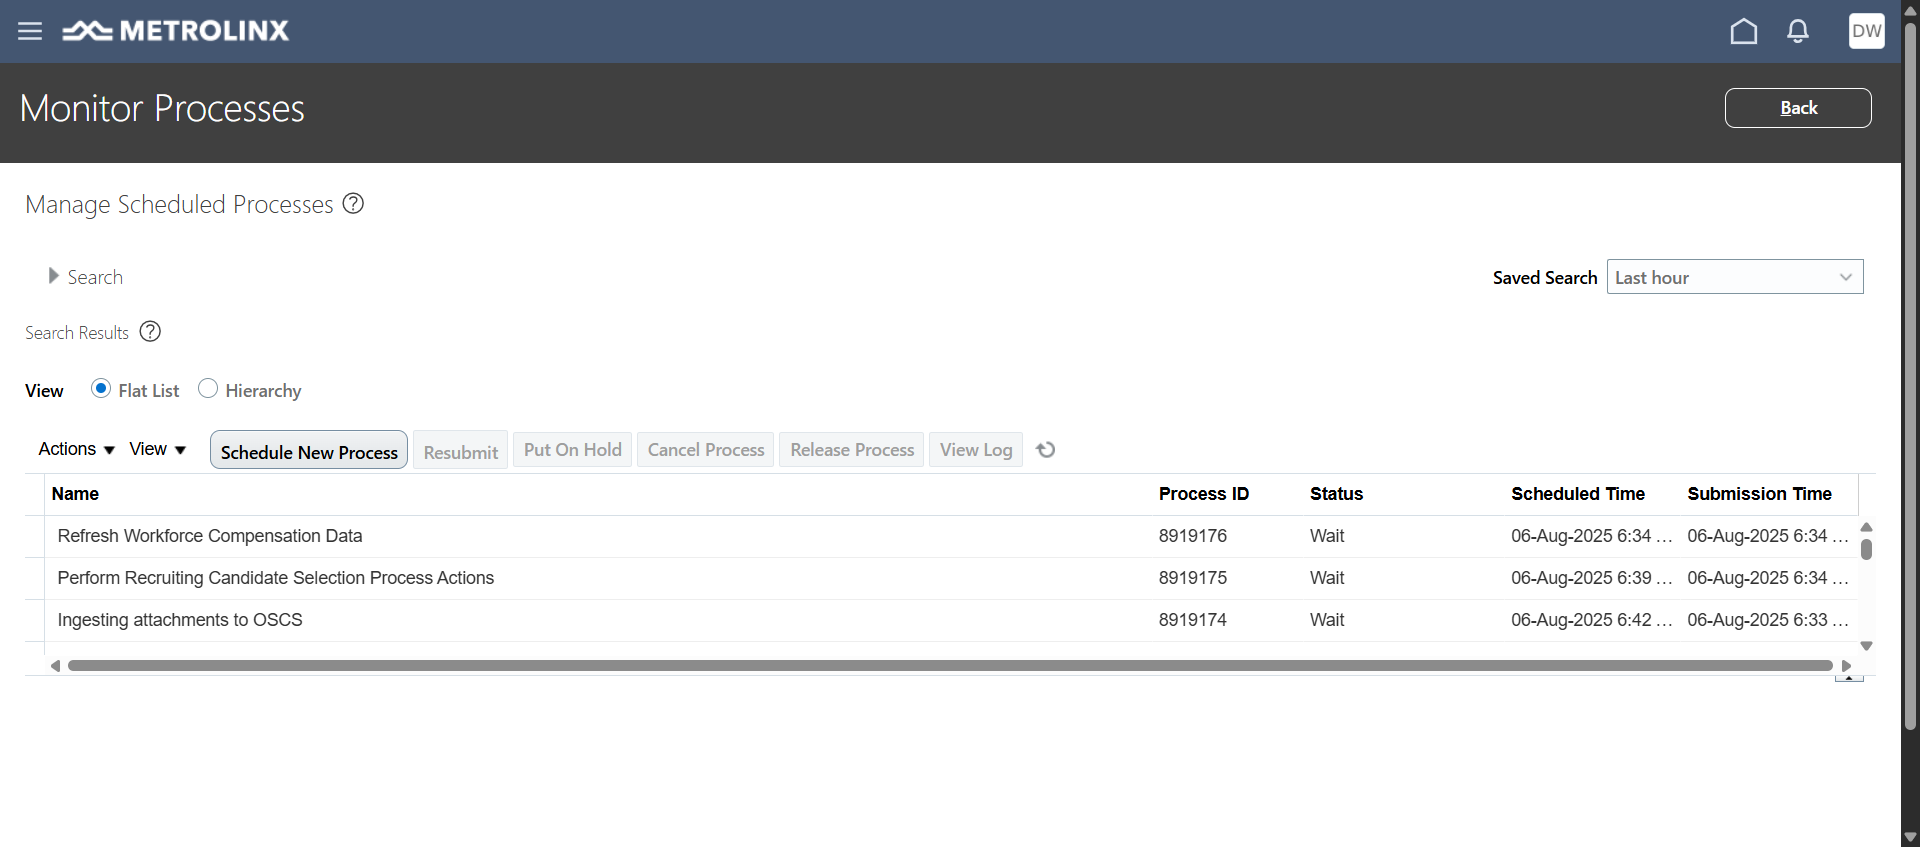 METROLINX
DW
Monitor Processes
Back
Manage Scheduled Processes ?
Search
Saved Search Last hour
Search Results ?
View Flat List Hierarchy
Actions View Schedule New Process Resubmit Put On Hold Cancel Process Release Process View Log
Name Process ID Status Scheduled Time Submission Time
Refresh Workforce Compensation Data 8919176 Wait 06-Aug-2025 6:34 ... 06-Aug-2025 6:34 ...
Perform Recruiting Candidate Selection Process Actions 8919175 Wait 06-Aug-2025 6:39 ... 06-Aug-2025 6:34 ...
Ingesting attachments to OSCS 8919174 Wait 06-Aug-2025 6:42 ... 06-Aug-2025 6:33 ...